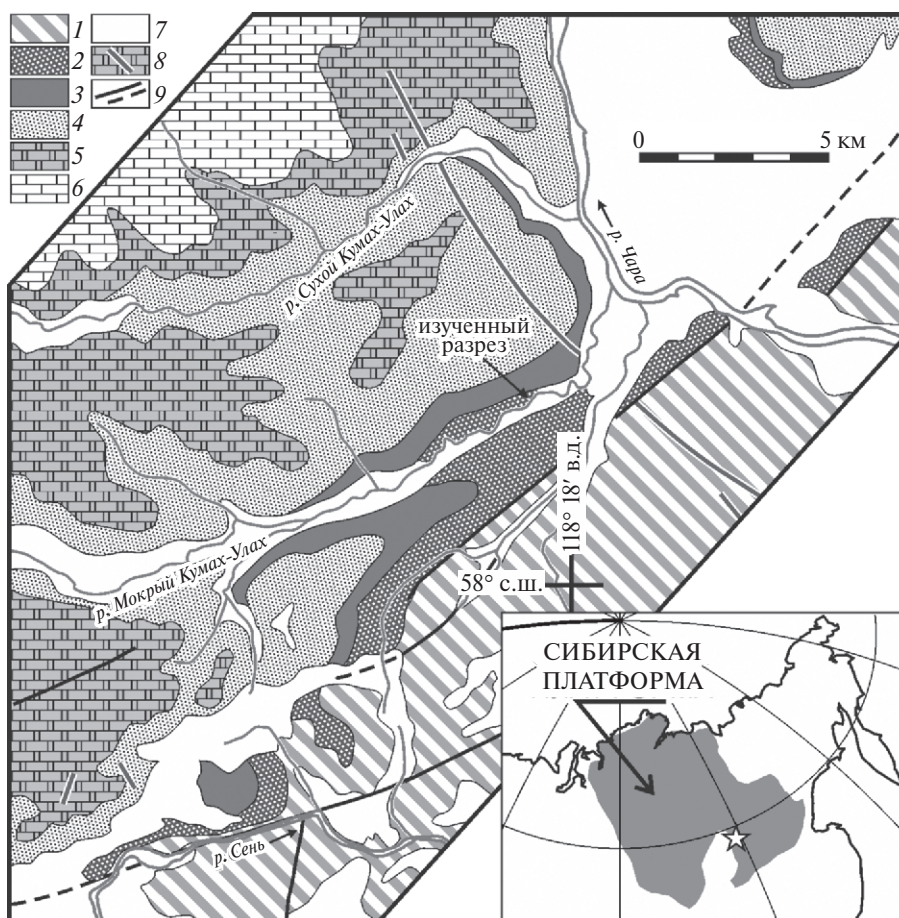 1
2
3
4
5
6
7
8
9
0 5 км
р. Чара
р. Сухой Кумах-Улах
изученный
разрез
118° 18′ в.д.
58° с.ш.
р. Мокрый Кумах-Улах
р. Сень
СИБИРСКАЯ
ПЛАТФОРМА